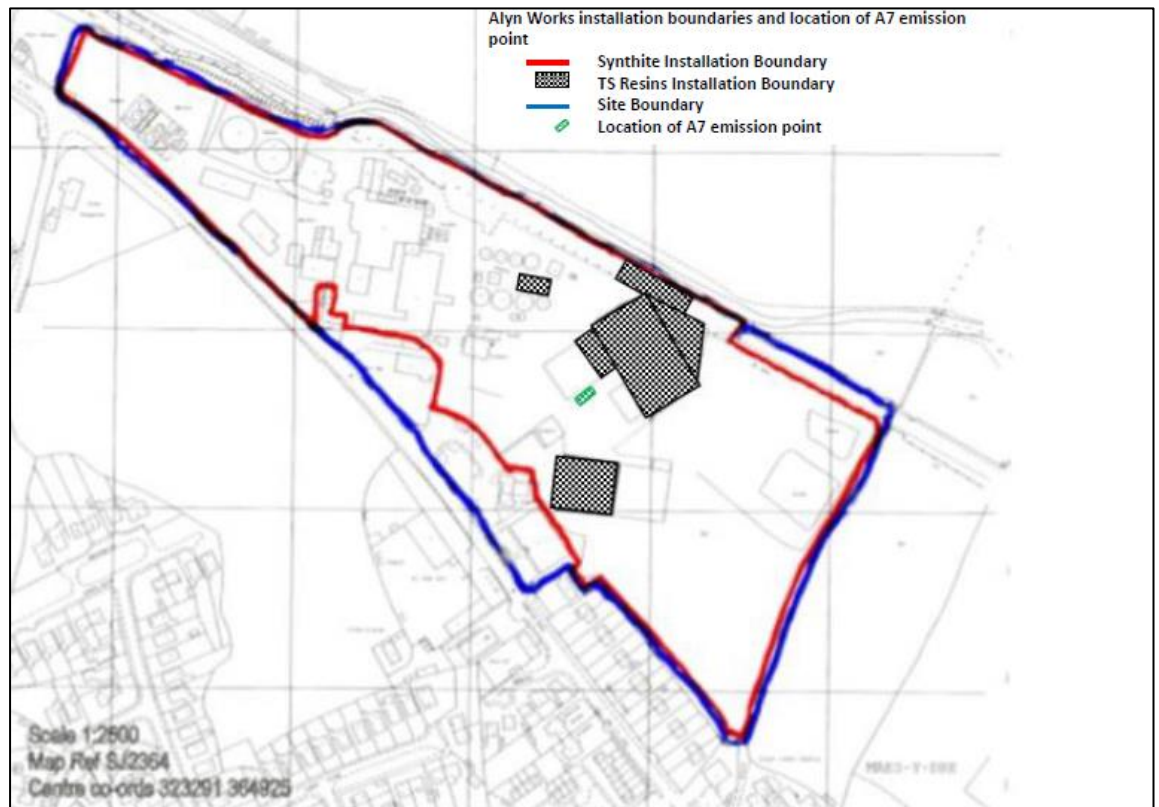 Alyn Works installation boundaries and location of A7 emission
point
Synthite Installation Boundary
TS Resins Installation Boundary
Site Boundary
Location of A7 emission point
Scale 1:2500
Map Ref SJ2364
Centre co-ords 323291 364925